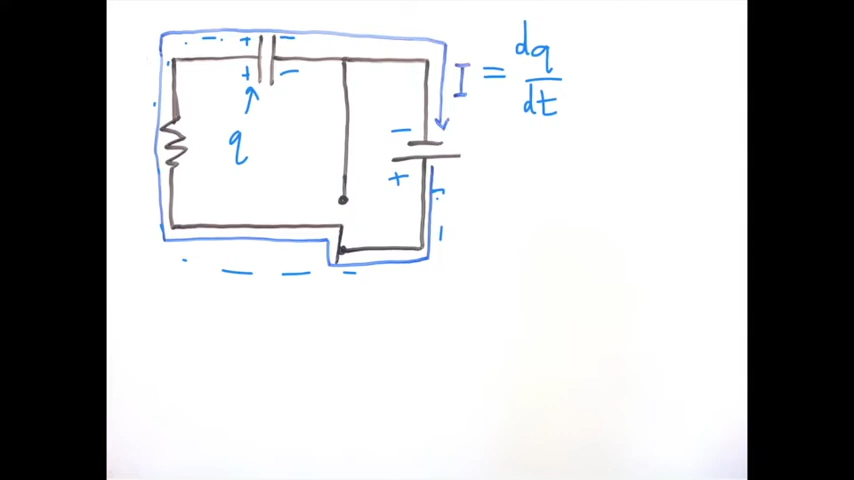 + −
+ −
I = dq/dt
q
−
+